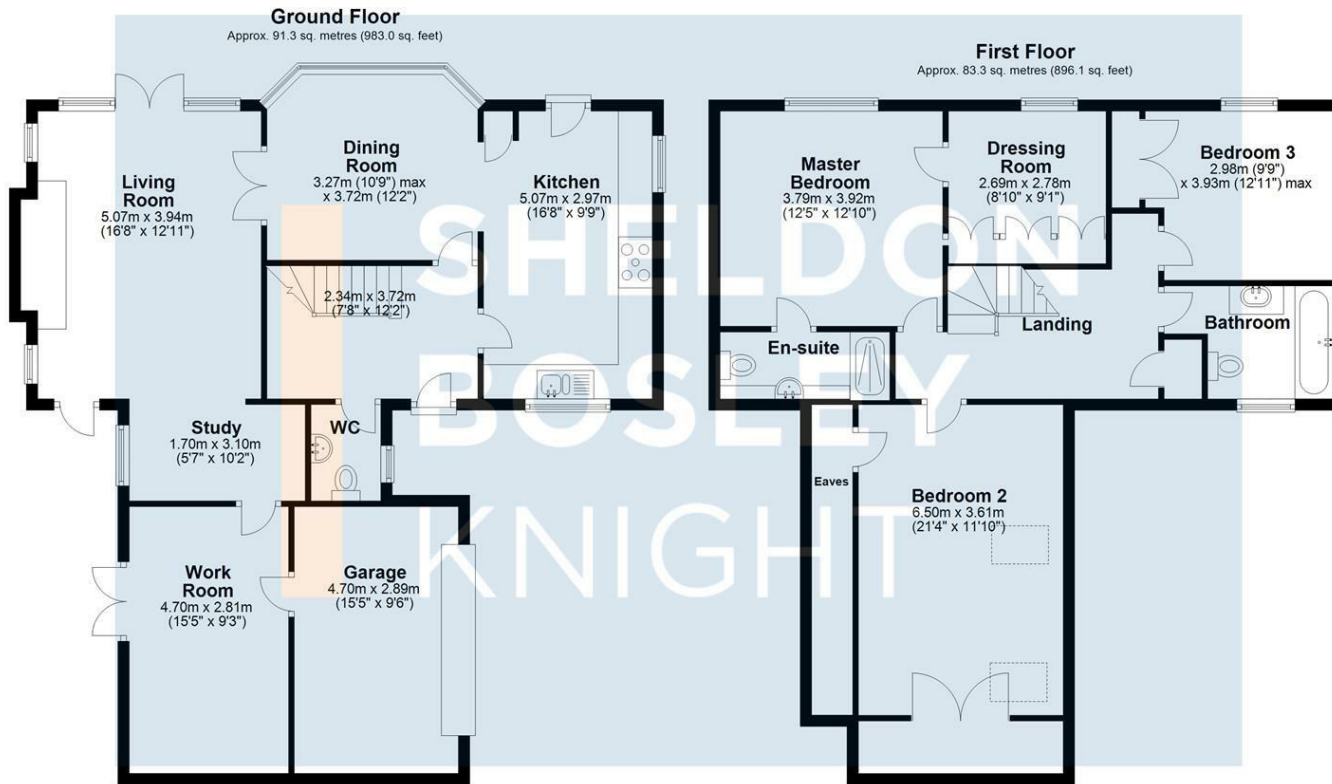 Ground Floor
Approx. 91.3 sq. metres (983.0 sq. feet)
Living
Room
5.07m x 3.94m
(16'8" x 12'11")
Dining
Room
3.27m (10'9") max
x 3.72m (12'2")
Kitchen
5.07m x 2.97m
(16'8" x 9'9")
2.34m x 3.72m
(7'8" x 12'2")
Study
1.70m x 3.10m
(5'7" x 10'2")
WC
Work
Room
4.70m x 2.81m
(15'5" x 9'3")
Garage
4.70m x 2.89m
(15'5" x 9'6")
First Floor
Approx. 83.3 sq. metres (896.1 sq. feet)
Master
Bedroom
3.79m x 3.92m
(12'5" x 12'10")
Dressing
Room
2.69m x 2.78m
(8'10" x 9'1")
Bedroom 3
2.98m (9'9")
x 3.93m (12'11") max
Landing
Bathroom
En-suite
Eaves
Bedroom 2
6.50m x 3.61m
(21'4" x 11'10")
SHELDON
BOSLEY
KNIGHT